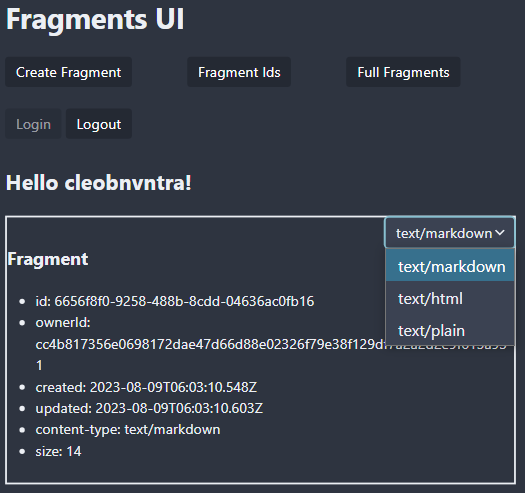 Fragments UI
Create Fragment Fragment Ids Full Fragments
Login Logout
Hello cleobnvntra!
text/markdown
Fragment
text/markdown
text/html
text/plain
id: 6656f8f0-9258-488b-8cdd-04636ac0fb16
ownerId:
1
created: 2023-08-09T06:03:10.548Z
updated: 2023-08-09T06:03:10.603Z
content-type: text/markdown
size: 14